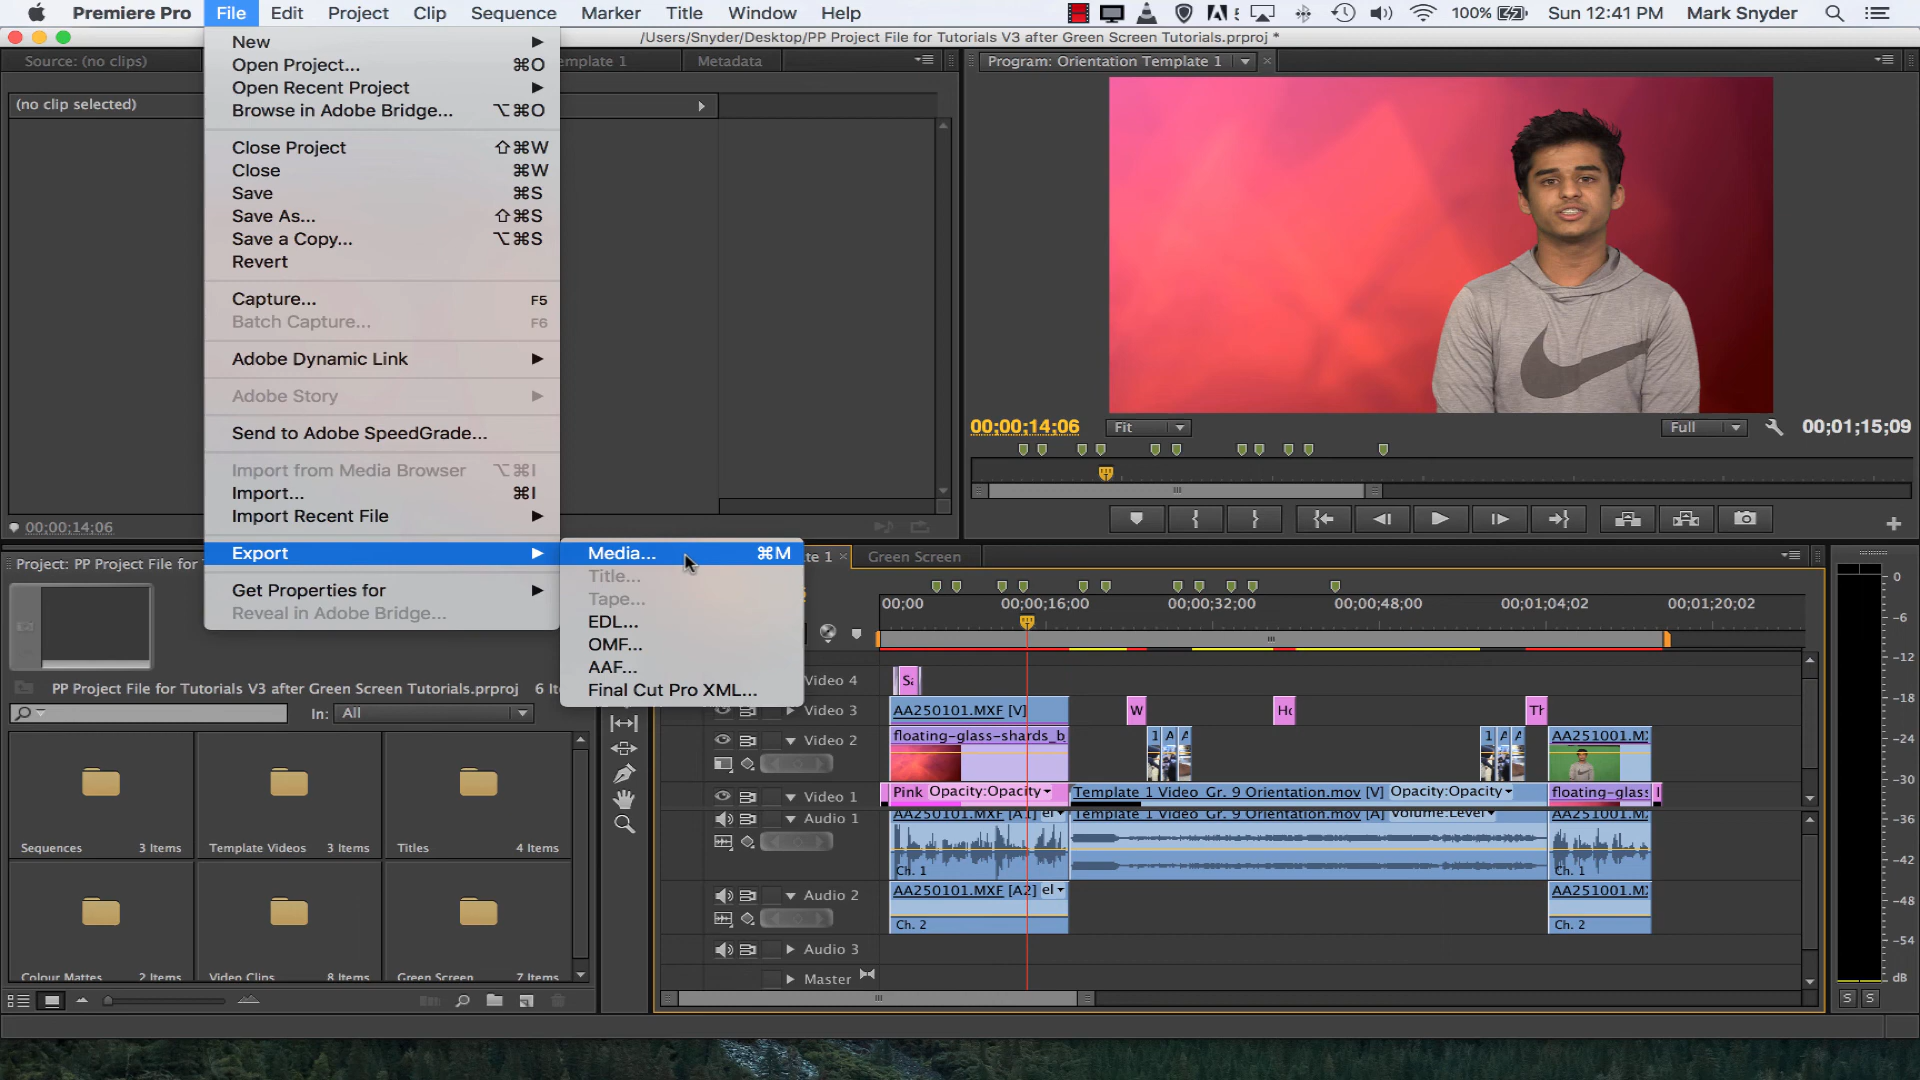 Premiere Pro File Edit Project Clip Sequence Marker Title Window Help 100% Sun 12:41 PM Mark Snyder
/Users/Snyder/Desktop/PP Project File for Tutorials V3 after Green Screen Tutorials.prproj *
Source: (no clips)
emplate 1
Metadata
(no clip selected)
00;00;14;06
New
Open Project... ⌘O
Open Recent Project
Browse in Adobe Bridge... ⌥⌘O
Close Project ⇧⌘W
Close ⌘W
Save ⌘S
Save As... ⇧⌘S
Save a Copy... ⌥⌘S
Revert
Capture... F5
Batch Capture... F6
Adobe Dynamic Link
Adobe Story
Send to Adobe SpeedGrade...
Import from Media Browser ⌥⌘I
Import... ⌘I
Import Recent File
Export
Get Properties for
Reveal in Adobe Bridge...
Media... ⌘M
Title...
Tape...
EDL...
OMF...
AAF...
Final Cut Pro XML...
Program: Orientation Template 1
00;00;14;06 Fit Full 00;01;15;09
Project: PP Project File for
PP Project File for Tutorials V3 after Green Screen Tutorials.prproj 6 It
In: All
Sequences 3 Items
Template Videos 3 Items
Titles 4 Items
Colour Mattes 2 Items
Video Clips 8 Items
Green Screen 7 Items
te 1
Green Screen
00;00 00;00;16;00 00;00;32;00 00;00;48;00 00;01;04;02 00;01;20;02
Video 4
Video 3 AA250101.MXF [V] W Ho Th
Video 2 floating-glass-shards_b 1 A A 1 A A AA251001.M
Video 1 Pink Opacity:Opacity Template 1 Video Gr. 9 Orientation.mov [V] Opacity:Opacity floating-glass
Audio 1 AA250101.MXF [A1] el Template 1 Video Gr. 9 Orientation.mov [A] Volume:Level AA251001.M
Ch. 1 Ch. 1
Audio 2 AA250101.MXF [A2] el AA251001.M
Ch. 2 Ch. 2
Audio 3
Master
0
-6
-12
-18
-24
-30
-36
-42
-48
-54
dB
S S